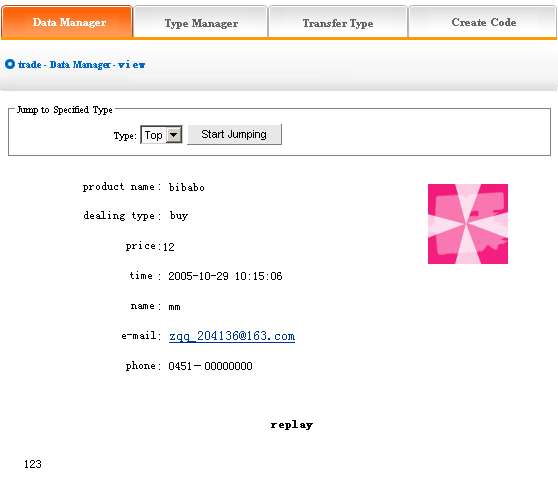 Data Manager Type Manager Transfer Type Create Code
trade - Data Manager - view
Jump to Specified Type
Type: Top Start Jumping
product name: bibabo
dealing type: buy
price: 12
time: 2005-10-29 10:15:06
name: mm
e-mail: zqq_204136@163.com
phone: 0451-00000000
replay
123